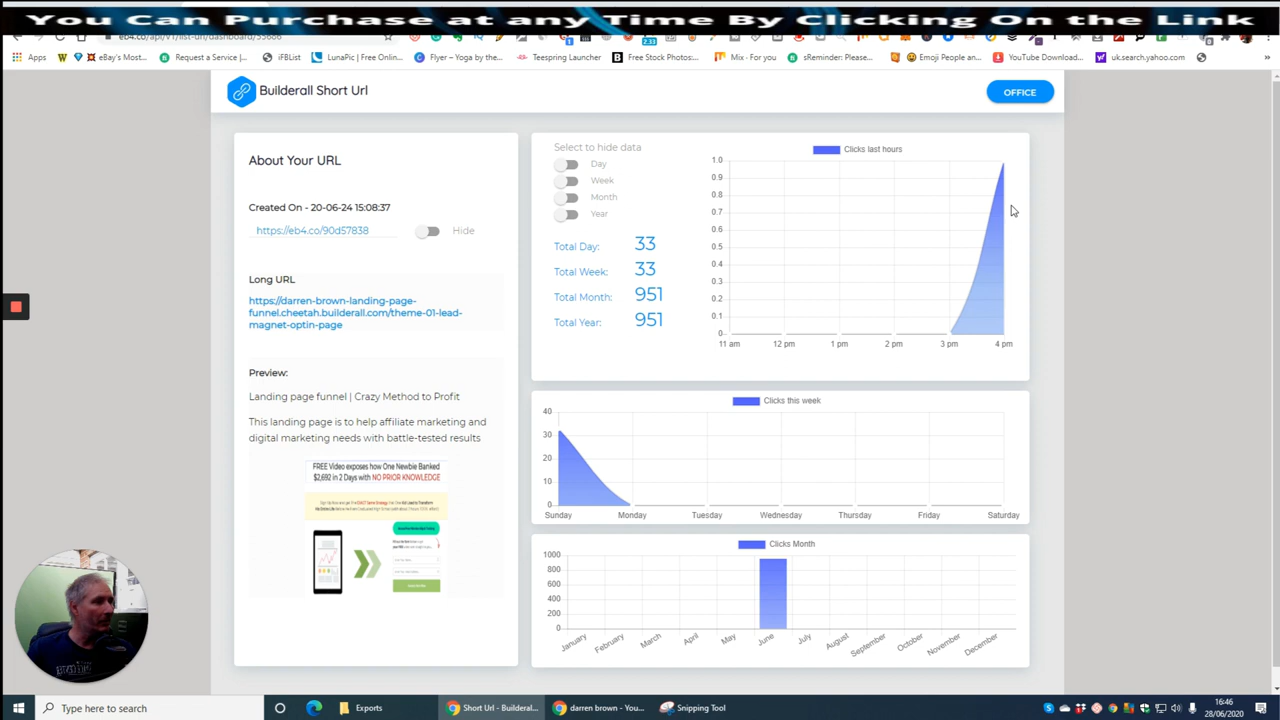 You Can Purchase at any Time By Clicking On the Link
eb4.co/api/v1/list-url/dashboard/35686
Apps
eBay's Most...
Request a Service |...
iFBList
LunaPic | Free Onlin...
Flyer – Yoga by the...
Teespring Launcher
Free Stock Photos:...
Mix - For you
sReminder: Please...
Emoji People an...
YouTube Download...
uk.search.yahoo.com
»
Builderall Short Url
OFFICE
About Your URL
Created On - 20-06-24 15:08:37
https://eb4.co/90d57838
Hide
Long URL
https://darren-brown-landing-page-
funnel.cheetah.builderall.com/theme-01-lead-
magnet-optin-page
Preview:
Landing page funnel | Crazy Method to Profit
This landing page is to help affiliate marketing and
digital marketing needs with battle-tested results
FREE Video exposes how One Newbie Banked
$2,692 in 2 Days with NO PRIOR KNOWLEDGE
Select to hide data
Day
Week
Month
Year
Total Day: 33
Total Week: 33
Total Month: 951
Total Year: 951
Clicks last hours
1.0
0.9
0.8
0.7
0.6
0.5
0.4
0.3
0.2
0.1
0
11 am 12 pm 1 pm 2 pm 3 pm 4 pm
Clicks this week
40
30
20
10
0
Sunday Monday Tuesday Wednesday Thursday Friday Saturday
Clicks Month
1000
800
600
400
200
0
January February March April May June July August September October November December
Type here to search
Exports
Short Url - Builderal...
darren brown - You...
Snipping Tool
16:46
28/06/2020